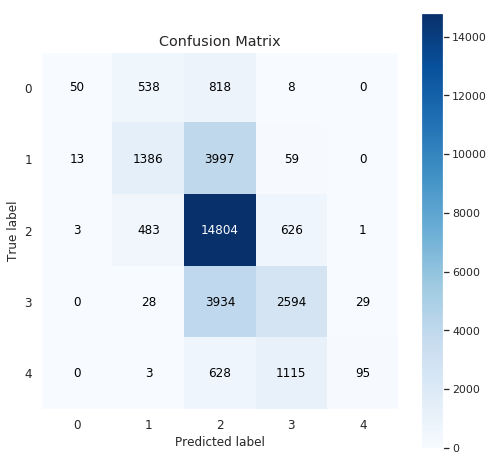 Confusion Matrix
0 50 538 818 8 0
1 13 1386 3997 59 0
2 3 483 14804 626 1
3 0 28 3934 2594 29
4 0 3 628 1115 95
0 1 2 3 4
Predicted label
True label
14000
12000
10000
8000
6000
4000
2000
0